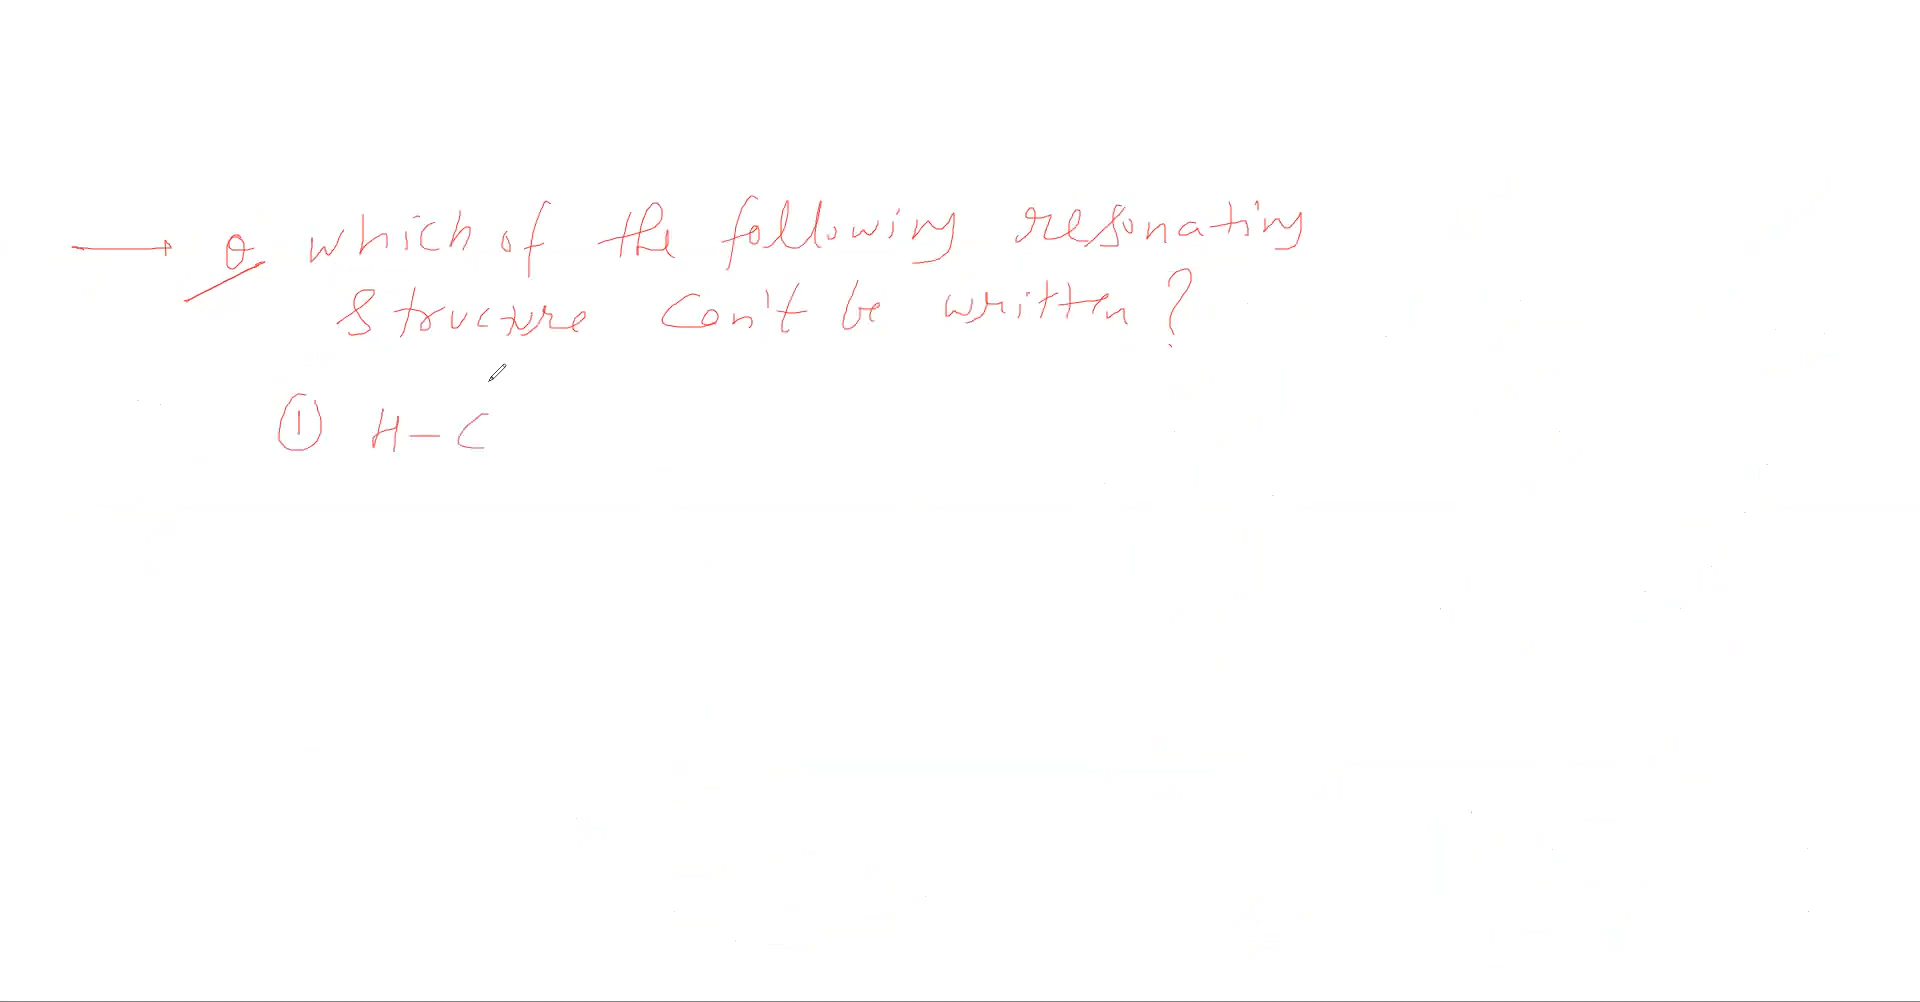 → Q which of the following resonating
structure can't be written?
① H-C